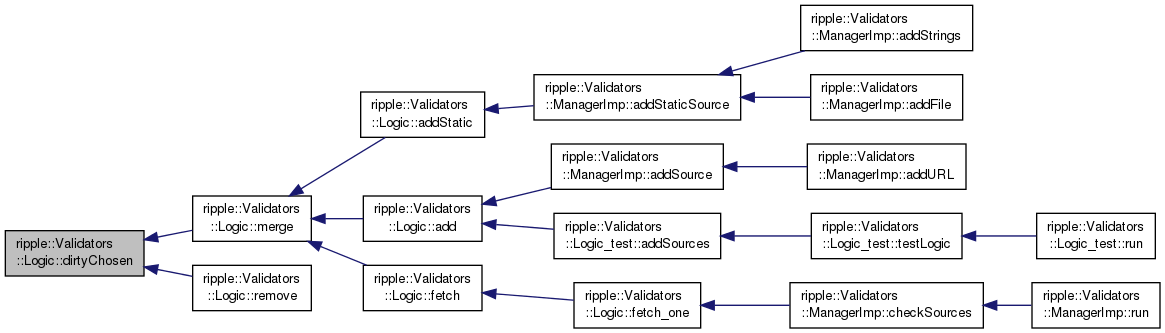 ripple::Validators
::Logic::dirtyChosen
ripple::Validators
::Logic::merge
ripple::Validators
::Logic::remove
ripple::Validators
::Logic::addStatic
ripple::Validators
::Logic::add
ripple::Validators
::Logic::fetch
ripple::Validators
::ManagerImp::addStaticSource
ripple::Validators
::ManagerImp::addSource
ripple::Validators
::Logic_test::addSources
ripple::Validators
::Logic::fetch_one
ripple::Validators
::ManagerImp::addStrings
ripple::Validators
::ManagerImp::addFile
ripple::Validators
::ManagerImp::addURL
ripple::Validators
::Logic_test::testLogic
ripple::Validators
::ManagerImp::checkSources
ripple::Validators
::Logic_test::run
ripple::Validators
::ManagerImp::run